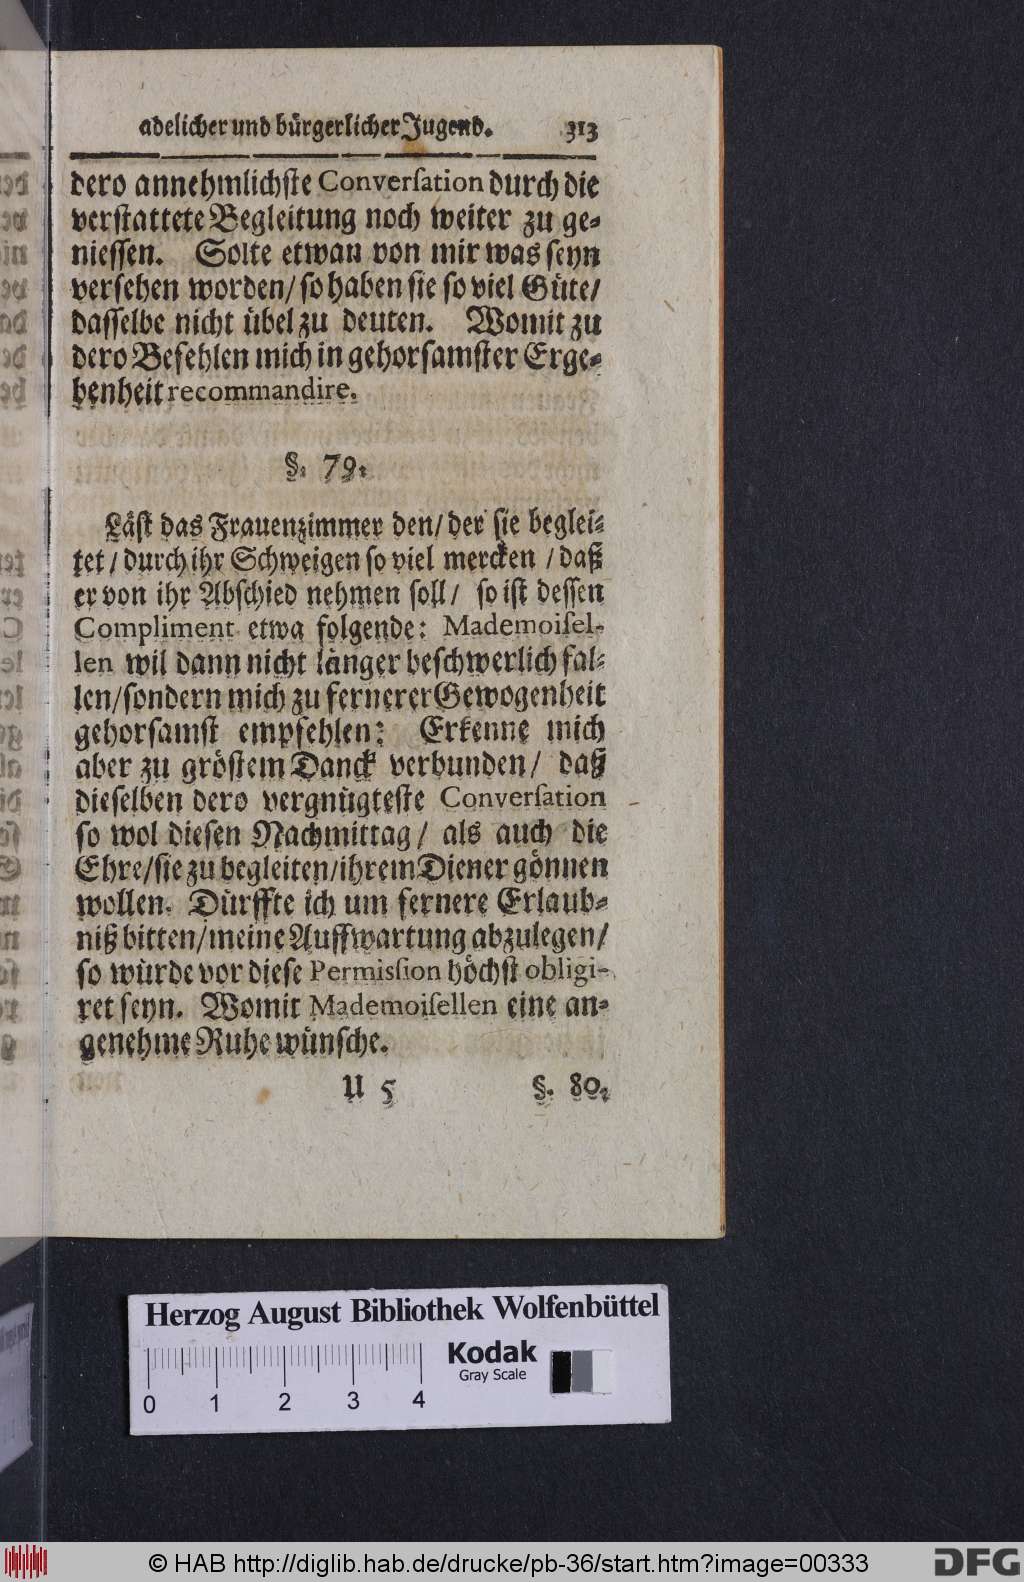 adelicher und bürgerlicher Jugend. 313
dero annehmlichſte Converſation durch die
verſtattete Begleitung noch weiter zu ge-
nieſſen. Solte etwan von mir was ſeyn
verſehen worden/ ſo haben ſie ſo viel Güte/
daſſelbe nicht übel zu deuten. Womit zu
dero Befehlen mich in gehorſamſter Erge-
benheit recommandire.
§. 79.
Läſt das Frauenzimmer den/ der ſie beglei-
tet/ durch ihr Schweigen ſo viel mercken / daß
er von ihr Abſchied nehmen ſoll/ ſo iſt deſſen
Compliment etwa folgende: Mademoiſel-
len wil dann nicht länger beſchwerlich fal-
len/ ſondern mich zu fernerer Gewogenheit
gehorſamſt empfehlen: Erkenne mich
aber zu gröſtem Danck verbunden/ daß
dieſelben dero vergnügteſte Converſation
ſo wol dieſen Nachmittag/ als auch die
Ehre/ ſie zu begleiten/ ihrem Diener gönnen
wollen. Dürffte ich um fernere Erlaub-
niß bitten/ meine Auffwartung abzulegen/
ſo würde vor dieſe Permiſſion höchſt obligi-
ret ſeyn. Womit Mademoiſellen eine an-
genehme Ruhe wünſche.
U 5 §. 80.
Herzog August Bibliothek Wolfenbüttel
Kodak
Gray Scale
0 1 2 3 4
© HAB http://diglib.hab.de/drucke/pb-36/start.htm?image=00333
DFG